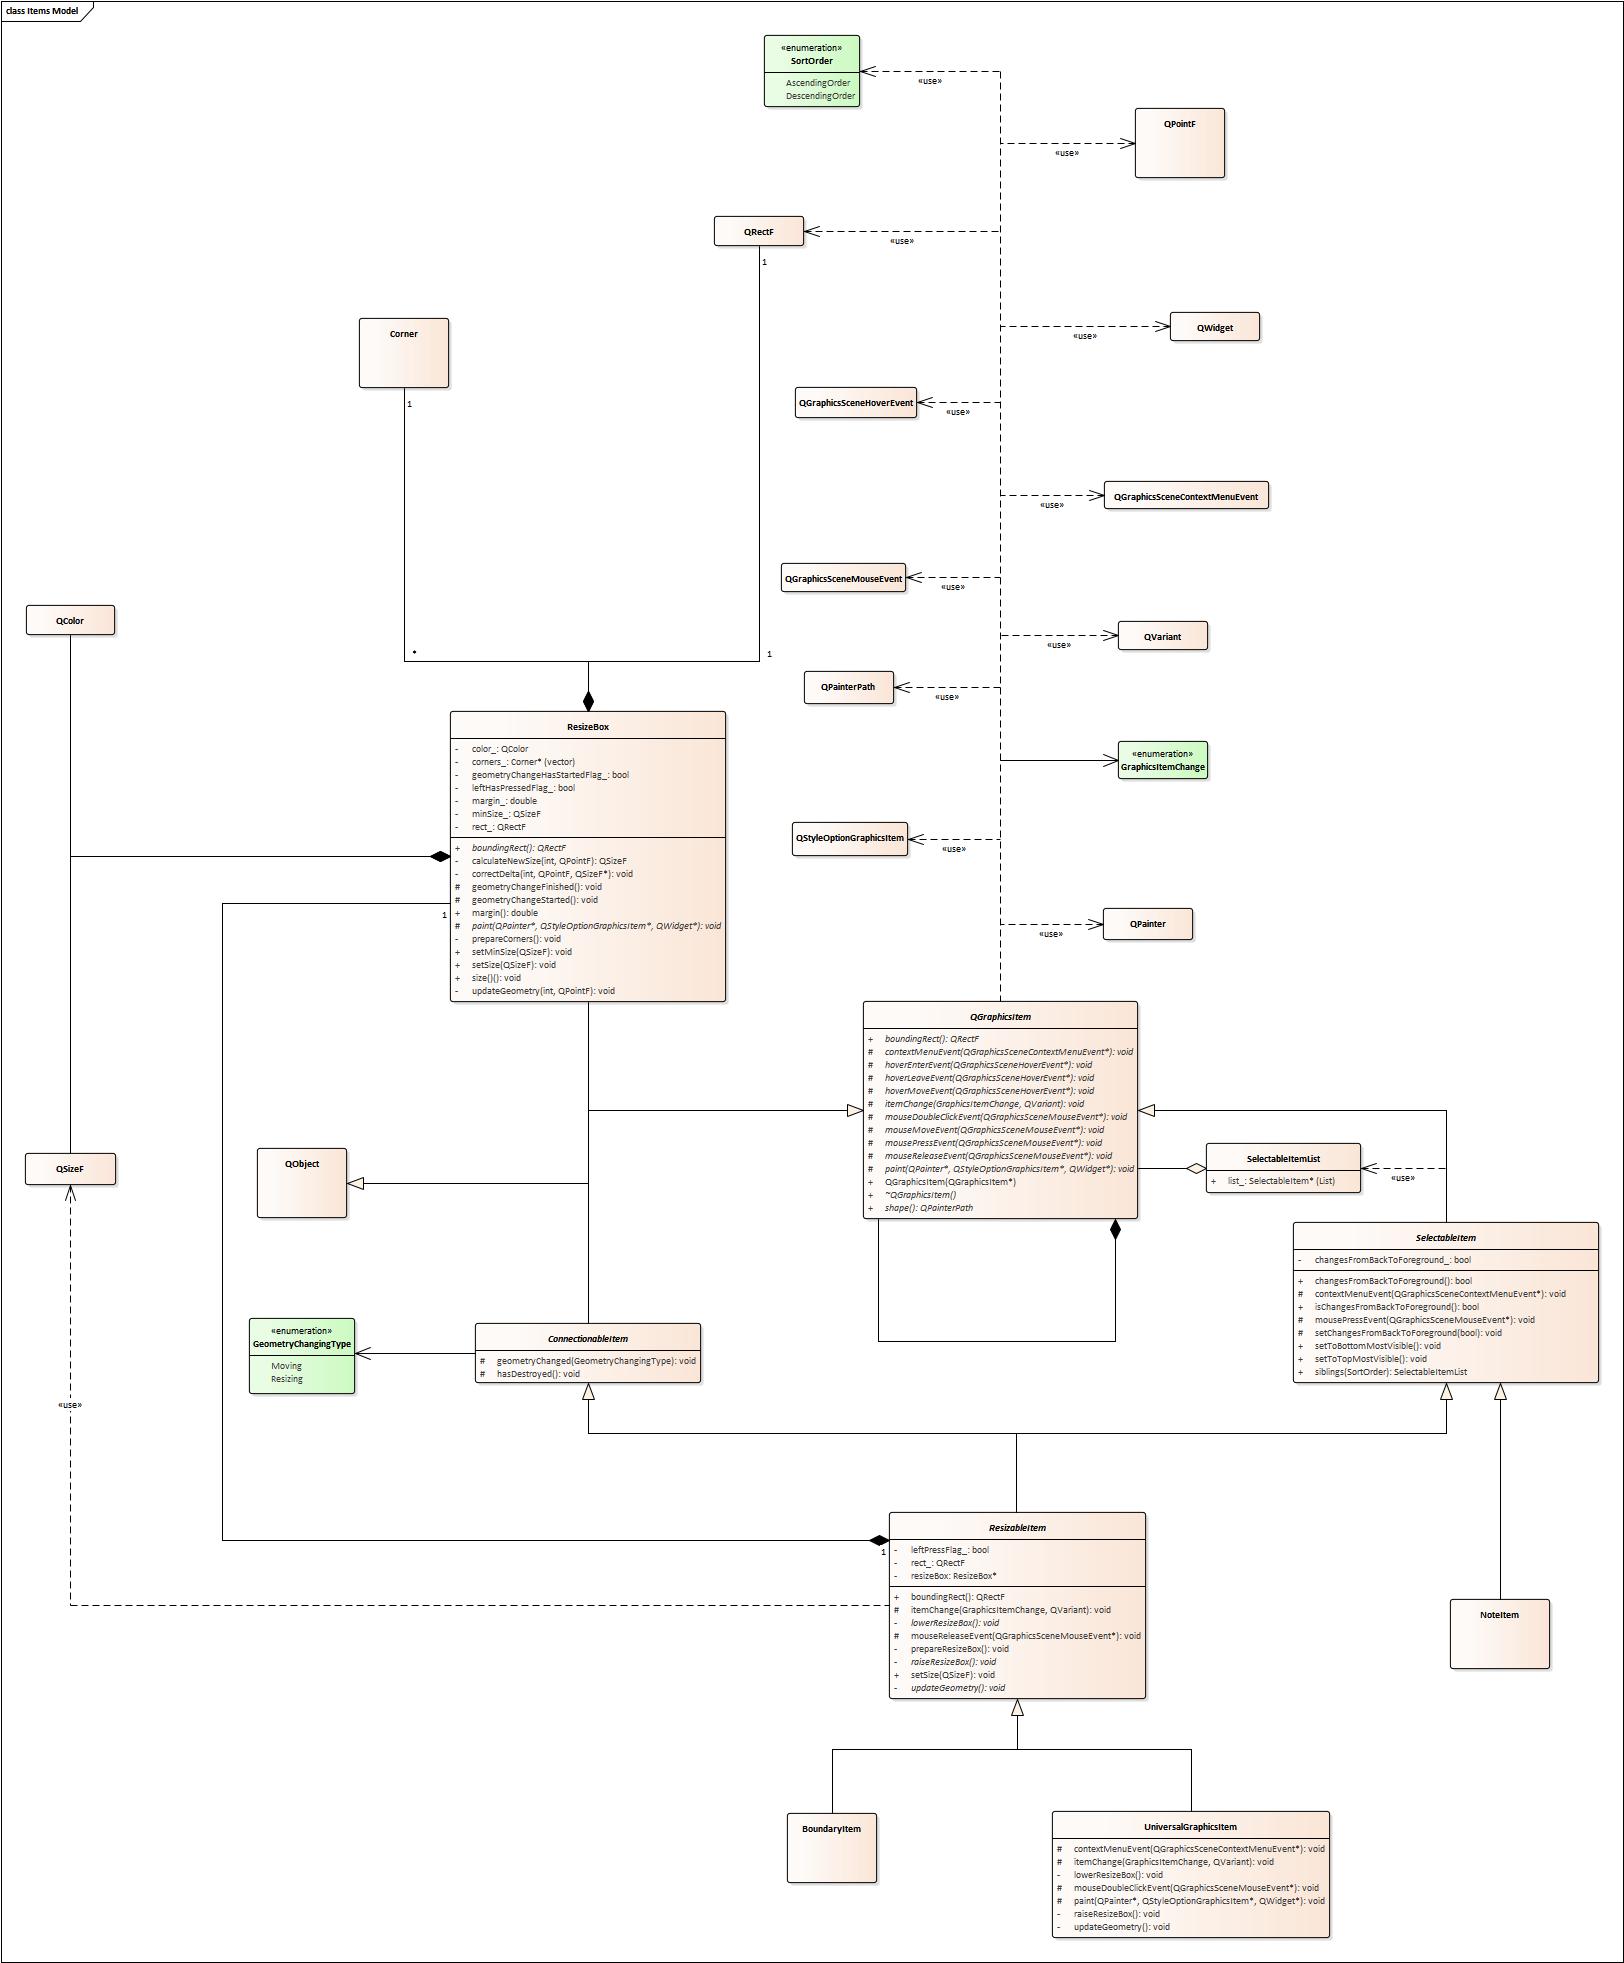 class Items Model
«enumeration»
SortOrder
AscendingOrder
DescendingOrder
«use»
QPointF
«use»
QRectF
«use»
1
Corner
1
QWidget
«use»
QGraphicsSceneHoverEvent
«use»
QGraphicsSceneContextMenuEvent
«use»
QGraphicsSceneMouseEvent
«use»
QColor
QVariant
«use»
*
1
QPainterPath
«use»
ResizeBox
- color_: QColor
- corners_: Corner* (vector)
- geometryChangeHasStartedFlag_: bool
- leftHasPressedFlag_: bool
- margin_: double
- minSize_: QSizeF
- rect_: QRectF
+ boundingRect(): QRectF
- calculateNewSize(int, QPointF): QSizeF
- correctDelta(int, QPointF, QSizeF*): void
# geometryChangeFinished(): void
# geometryChangeStarted(): void
+ margin(): double
# paint(QPainter*, QStyleOptionGraphicsItem*, QWidget*): void
- prepareCorners(): void
+ setMinSize(QSizeF): void
+ setSize(QSizeF): void
+ size()(): void
- updateGeometry(int, QPointF): void
1
«enumeration»
GraphicsItemChange
QStyleOptionGraphicsItem
«use»
QPainter
«use»
QGraphicsItem
+ boundingRect(): QRectF
# contextMenuEvent(QGraphicsSceneContextMenuEvent*): void
# hoverEnterEvent(QGraphicsSceneHoverEvent*): void
# hoverLeaveEvent(QGraphicsSceneHoverEvent*): void
# hoverMoveEvent(QGraphicsSceneHoverEvent*): void
# itemChange(GraphicsItemChange, QVariant): void
# mouseDoubleClickEvent(QGraphicsSceneMouseEvent*): void
# mouseMoveEvent(QGraphicsSceneMouseEvent*): void
# mousePressEvent(QGraphicsSceneMouseEvent*): void
# mouseReleaseEvent(QGraphicsSceneMouseEvent*): void
# paint(QPainter*, QStyleOptionGraphicsItem*, QWidget*): void
+ QGraphicsItem(QGraphicsItem*)
+ ~QGraphicsItem()
+ shape(): QPainterPath
QSizeF
QObject
SelectableItemList
+ list_: SelectableItem* (List)
«use»
SelectableItem
- changesFromBackToForeground_: bool
+ changesFromBackToForeground(): bool
# contextMenuEvent(QGraphicsSceneContextMenuEvent*): void
+ isChangesFromBackToForeground(): bool
# mousePressEvent(QGraphicsSceneMouseEvent*): void
# setChangesFromBackToForeground(bool): void
+ setToBottomMostVisible(): void
+ setToTopMostVisible(): void
+ siblings(SortOrder): SelectableItemList
«enumeration»
GeometryChangingType
Moving
Resizing
ConnectionableItem
# geometryChanged(GeometryChangingType): void
# hasDestroyed(): void
«use»
ResizableItem
- leftPressFlag_: bool
- rect_: QRectF
- resizeBox: ResizeBox*
+ boundingRect(): QRectF
# itemChange(GraphicsItemChange, QVariant): void
- lowerResizeBox(): void
# mouseReleaseEvent(QGraphicsSceneMouseEvent*): void
- prepareResizeBox(): void
- raiseResizeBox(): void
+ setSize(QSizeF): void
- updateGeometry(): void
1
NoteItem
BoundaryItem
UniversalGraphicsItem
# contextMenuEvent(QGraphicsSceneContextMenuEvent*): void
# itemChange(GraphicsItemChange, QVariant): void
- lowerResizeBox(): void
# mouseDoubleClickEvent(QGraphicsSceneMouseEvent*): void
# paint(QPainter*, QStyleOptionGraphicsItem*, QWidget*): void
- raiseResizeBox(): void
- updateGeometry(): void